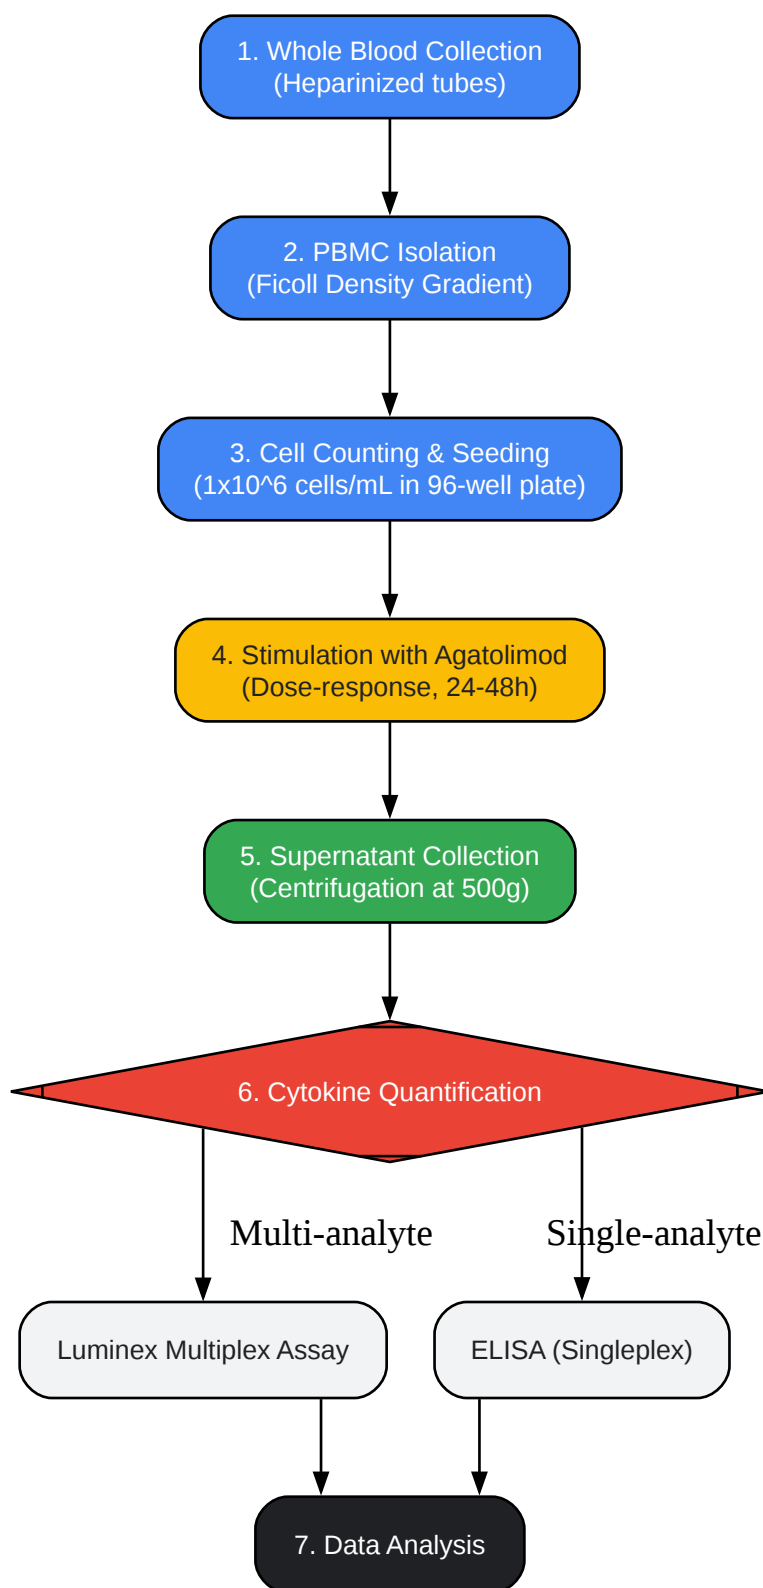 1. Whole Blood Collection
(Heparinized tubes)
2. PBMC Isolation
(Ficoll Density Gradient)
3. Cell Counting & Seeding
(1x10^6 cells/mL in 96-well plate)
4. Stimulation with Agatolimod
(Dose-response, 24-48h)
5. Supernatant Collection
(Centrifugation at 500g)
6. Cytokine Quantification
Multi-analyte
Single-analyte
Luminex Multiplex Assay
ELISA (Singleplex)
7. Data Analysis